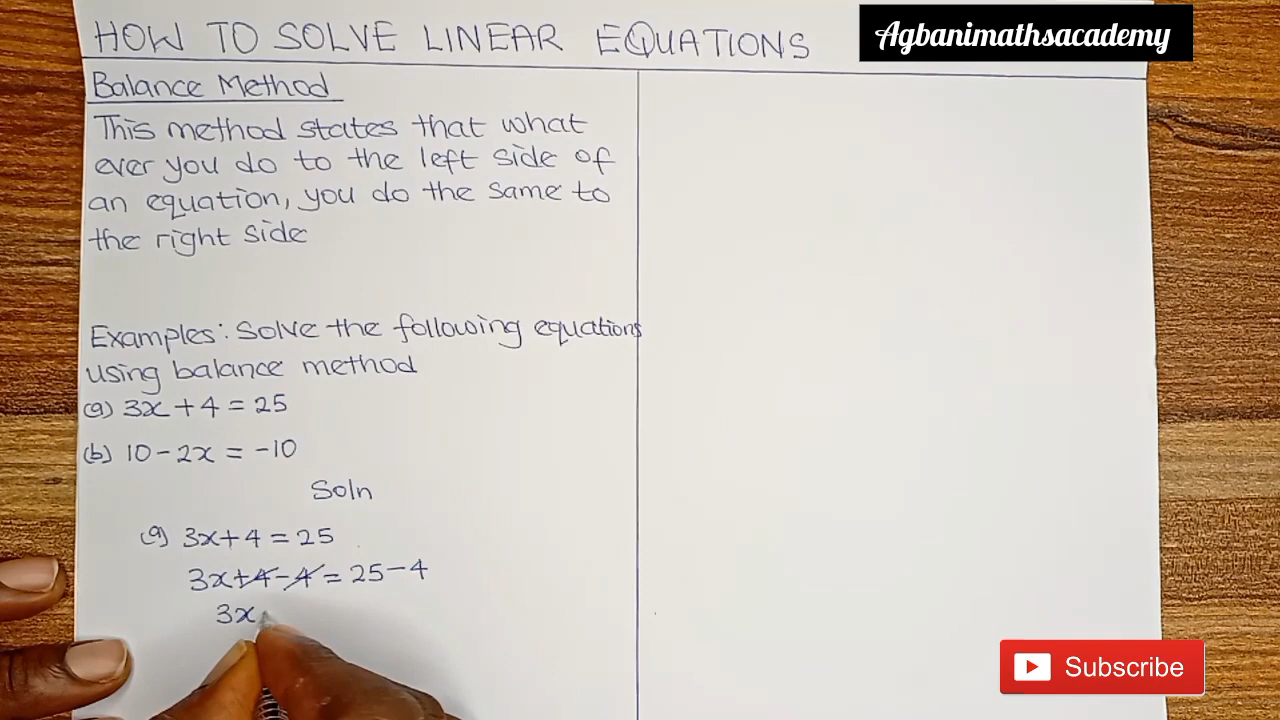 HOW TO SOLVE LINEAR EQUATIONS
Agbanimathsacademy
Balance Method
This method states that what
ever you do to the left side of
an equation, you do the same to
the right side
Examples: Solve the following equations
using balance method
(a) 3x + 4 = 25
(b) 10 - 2x = -10
Soln
(a) 3x + 4 = 25
3x + 4 - 4 = 25 - 4
3x
Subscribe